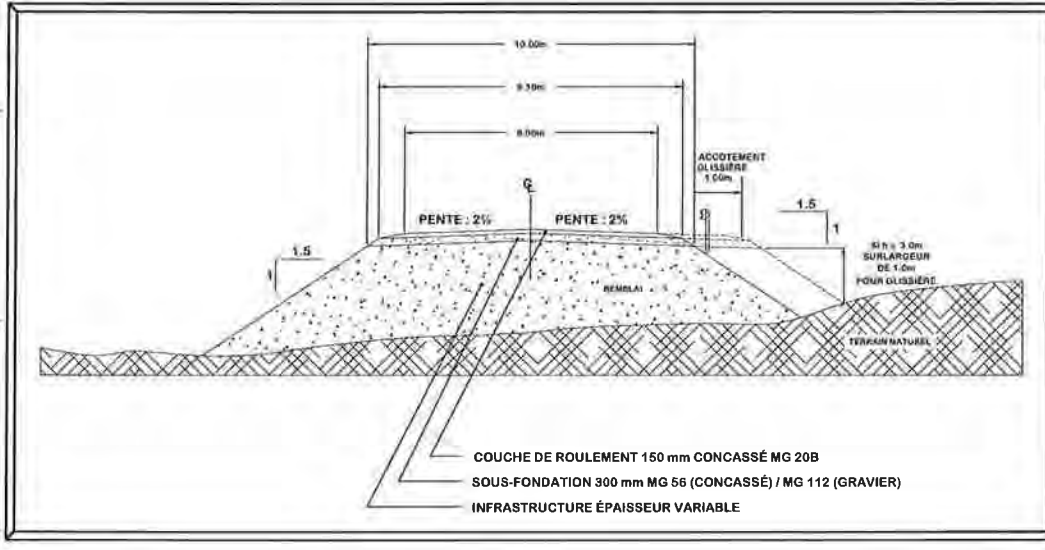 10.00m
9.30m
8.00m
ACCOTEMENT
GLISSIÈRE
1.00m
PENTE : 2%
PENTE : 2%
1.5
1
1.5
1
Si h > 3.0m
SURLARGEUR
DE 1.0m
POUR GLISSIÈRE
REMBLAI
TERRAIN NATUREL
COUCHE DE ROULEMENT 150 mm CONCASSÉ MG 20B
SOUS-FONDATION 300 mm MG 56 (CONCASSÉ) / MG 112 (GRAVIER)
INFRASTRUCTURE ÉPAISSEUR VARIABLE